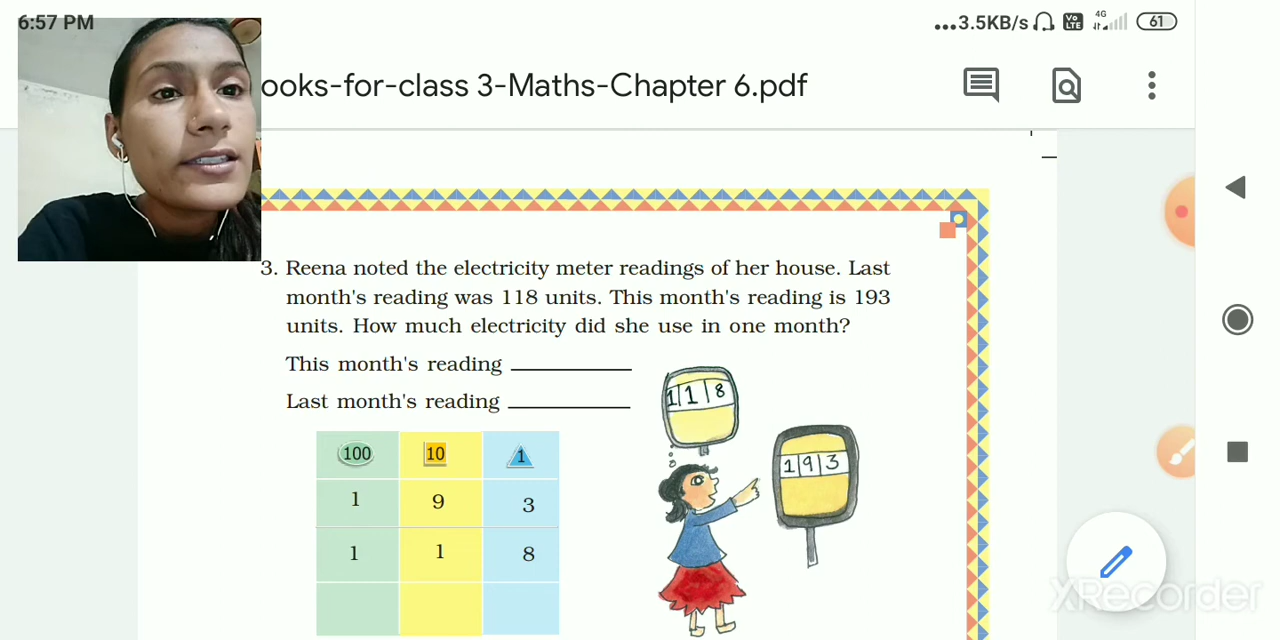 6:57 PM
...3.5KB/s Vo LTE 4G 61
ooks-for-class 3-Maths-Chapter 6.pdf
3. Reena noted the electricity meter readings of her house. Last
month's reading was 118 units. This month's reading is 193
units. How much electricity did she use in one month?
This month's reading
Last month's reading
118
193
100 10 1
1 9 3
1 1 8
XRecorder